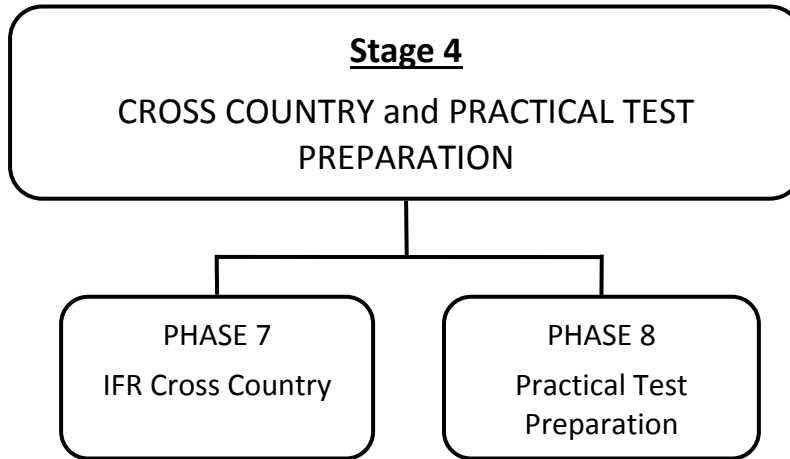 Stage 4
CROSS COUNTRY and PRACTICAL TEST
PREPARATION
PHASE 7
IFR Cross Country
PHASE 8
Practical Test
Preparation